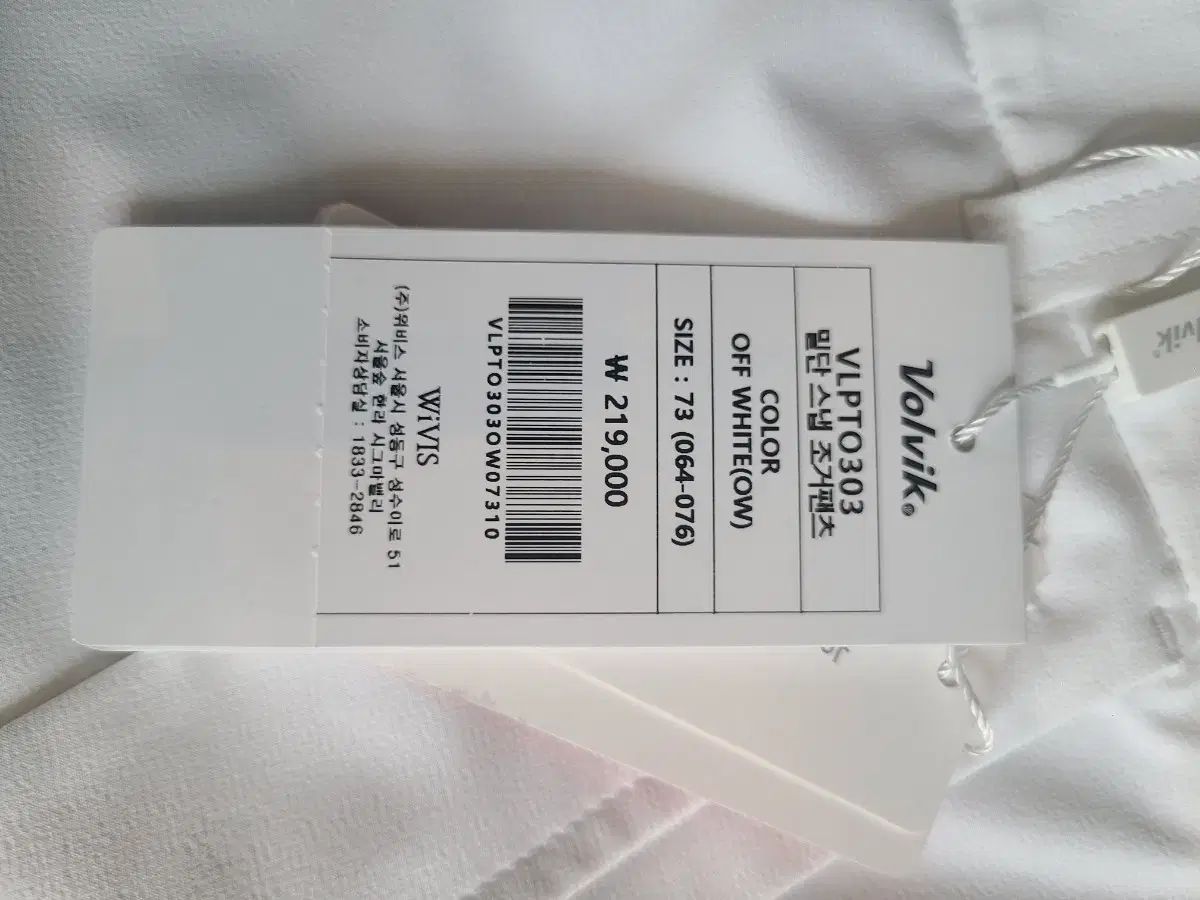 Volvik®
VLPTO303
밑단 스냅 조거팬츠
COLOR
OFF WHITE(OW)
SIZE : 73 (064-076)
₩ 219,000
VLPTO303OW07310
WiViS
(주)위비스 서울시 성동구 성수이로 51
서울숲 한라 시그마밸리
소비자상담실 : 1833-2846
lvik